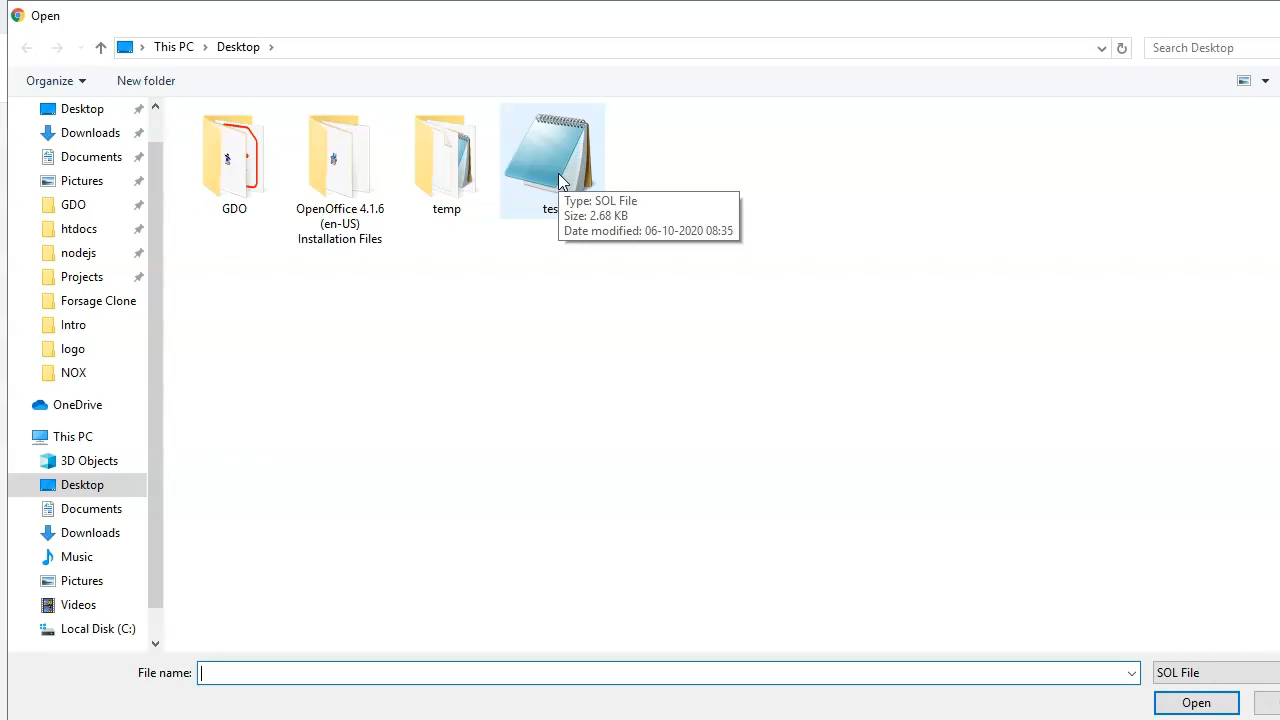 Open
This PC
Desktop
Search Desktop
Organize
New folder
Desktop
Downloads
Documents
Pictures
GDO
htdocs
nodejs
Projects
Forsage Clone
Intro
logo
NOX
OneDrive
This PC
3D Objects
Desktop
Documents
Downloads
Music
Pictures
Videos
Local Disk (C:)
GDO
OpenOffice 4.1.6
(en-US)
Installation Files
temp
Type: SOL File
Size: 2.68 KB
Date modified: 06-10-2020 08:35
File name:
SOL File
Open